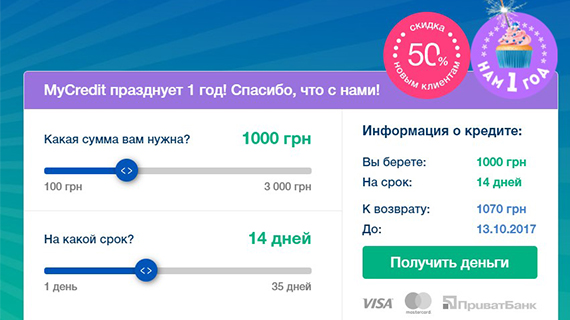 скидка
50%
новым клиентам
НАМ 1 ГОД
MyCredit празднует 1 год! Спасибо, что с нами!
Какая сумма вам нужна?
1000 грн
100 грн
3 000 грн
На какой срок?
14 дней
1 день
35 дней
Информация о кредите:
Вы берете: 1000 грн
На срок: 14 дней
К возврату: 1070 грн
До: 13.10.2017
Получить деньги
VISA
mastercard
ПриватБанк